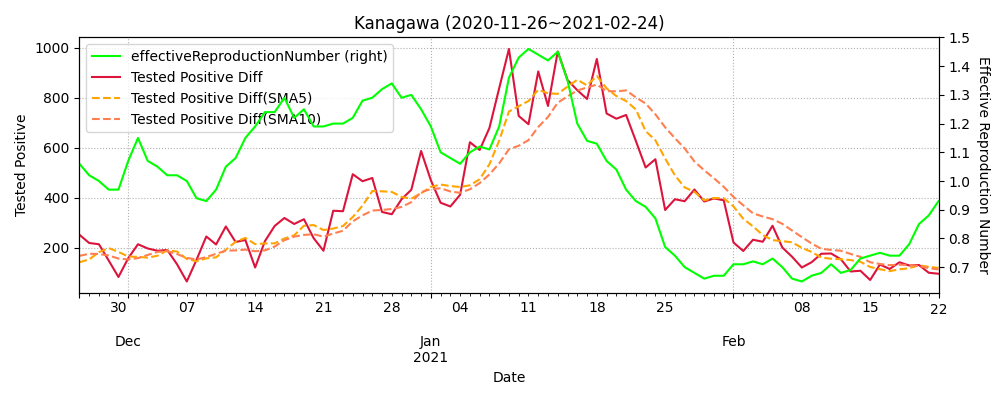 Kanagawa (2020-11-26~2021-02-24)
effectiveReproductionNumber (right)
Tested Positive Diff
Tested Positive Diff(SMA5)
Tested Positive Diff(SMA10)
Tested Positive
1000
800
600
400
200
Effective Reproduction Number
1.5
1.4
1.3
1.2
1.1
1.0
0.9
0.8
0.7
30 07 14 21 28 04 11 18 25 08 15 22
Dec Jan Feb
2021
Date